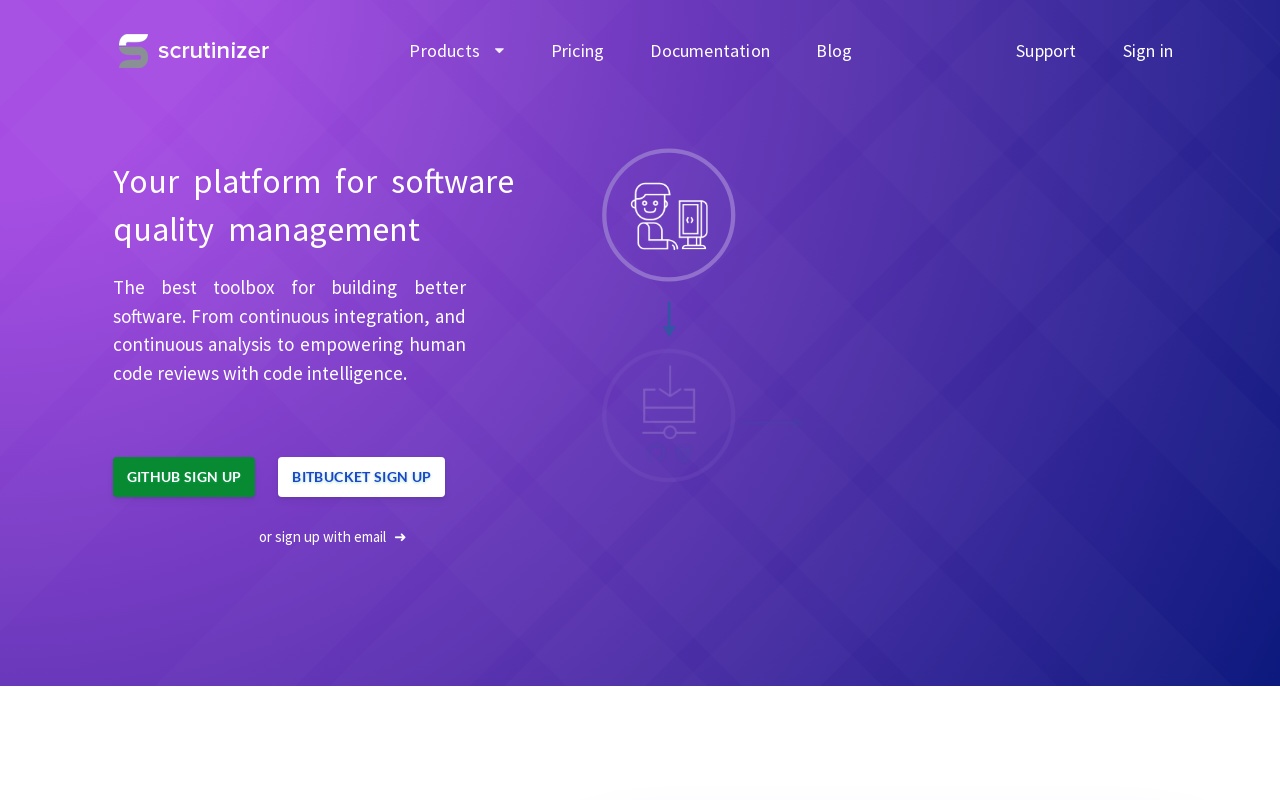 scrutinizer
Products
Pricing
Documentation
Blog
Support
Sign in
Your platform for software
quality management
The best toolbox for building better
software. From continuous integration, and
continuous analysis to empowering human
code reviews with code intelligence.
GITHUB SIGN UP
BITBUCKET SIGN UP
or sign up with email ➜